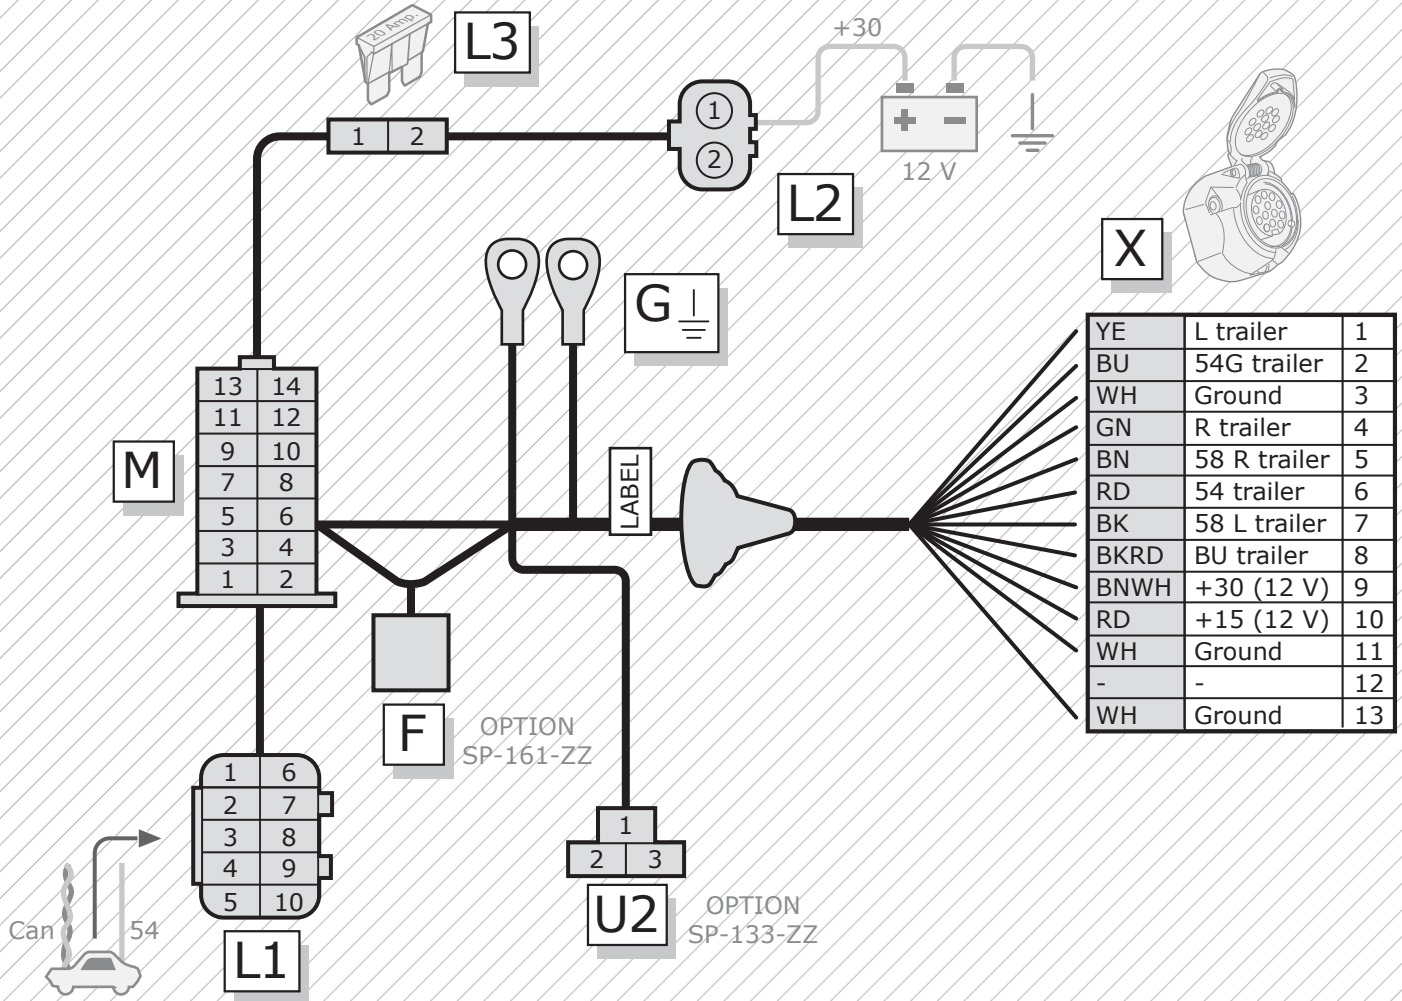 20 Amp.
L3
+30
1 2
1
2
12 V
L2
X
G
13 14
11 12
9 10
7 8
5 6
3 4
1 2
M
LABEL
YE L trailer 1
BU 54G trailer 2
WH Ground 3
GN R trailer 4
BN 58 R trailer 5
RD 54 trailer 6
BK 58 L trailer 7
BKRD BU trailer 8
BNWH +30 (12 V) 9
RD +15 (12 V) 10
WH Ground 11
- - 12
WH Ground 13
F
OPTION
SP-161-ZZ
1 6
2 7
3 8
4 9
5 10
L1
Can
54
1
2 3
U2
OPTION
SP-133-ZZ